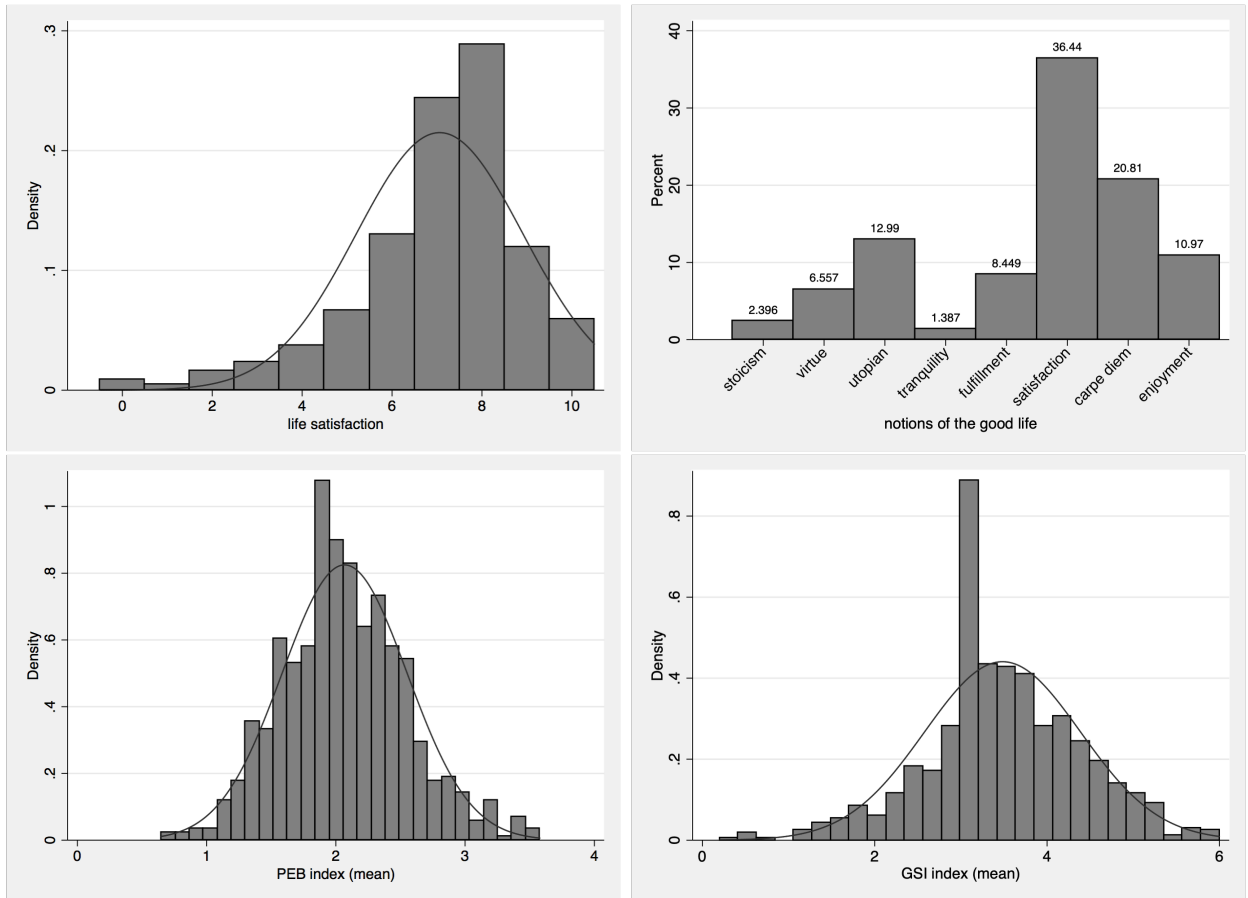 .3
.2
.1
0
Density
0 2 4 6 8 10
life satisfaction
40
30
20
10
0
Percent
2.396
6.557
12.99
1.387
8.449
36.44
20.81
10.97
stoicism
virtue
utopian
tranquility
fulfillment
satisfaction
carpe diem
enjoyment
notions of the good life
1
.8
.6
.4
.2
0
Density
0 1 2 3 4
PEB index (mean)
.8
.6
.4
.2
0
Density
0 2 4 6
GSI index (mean)